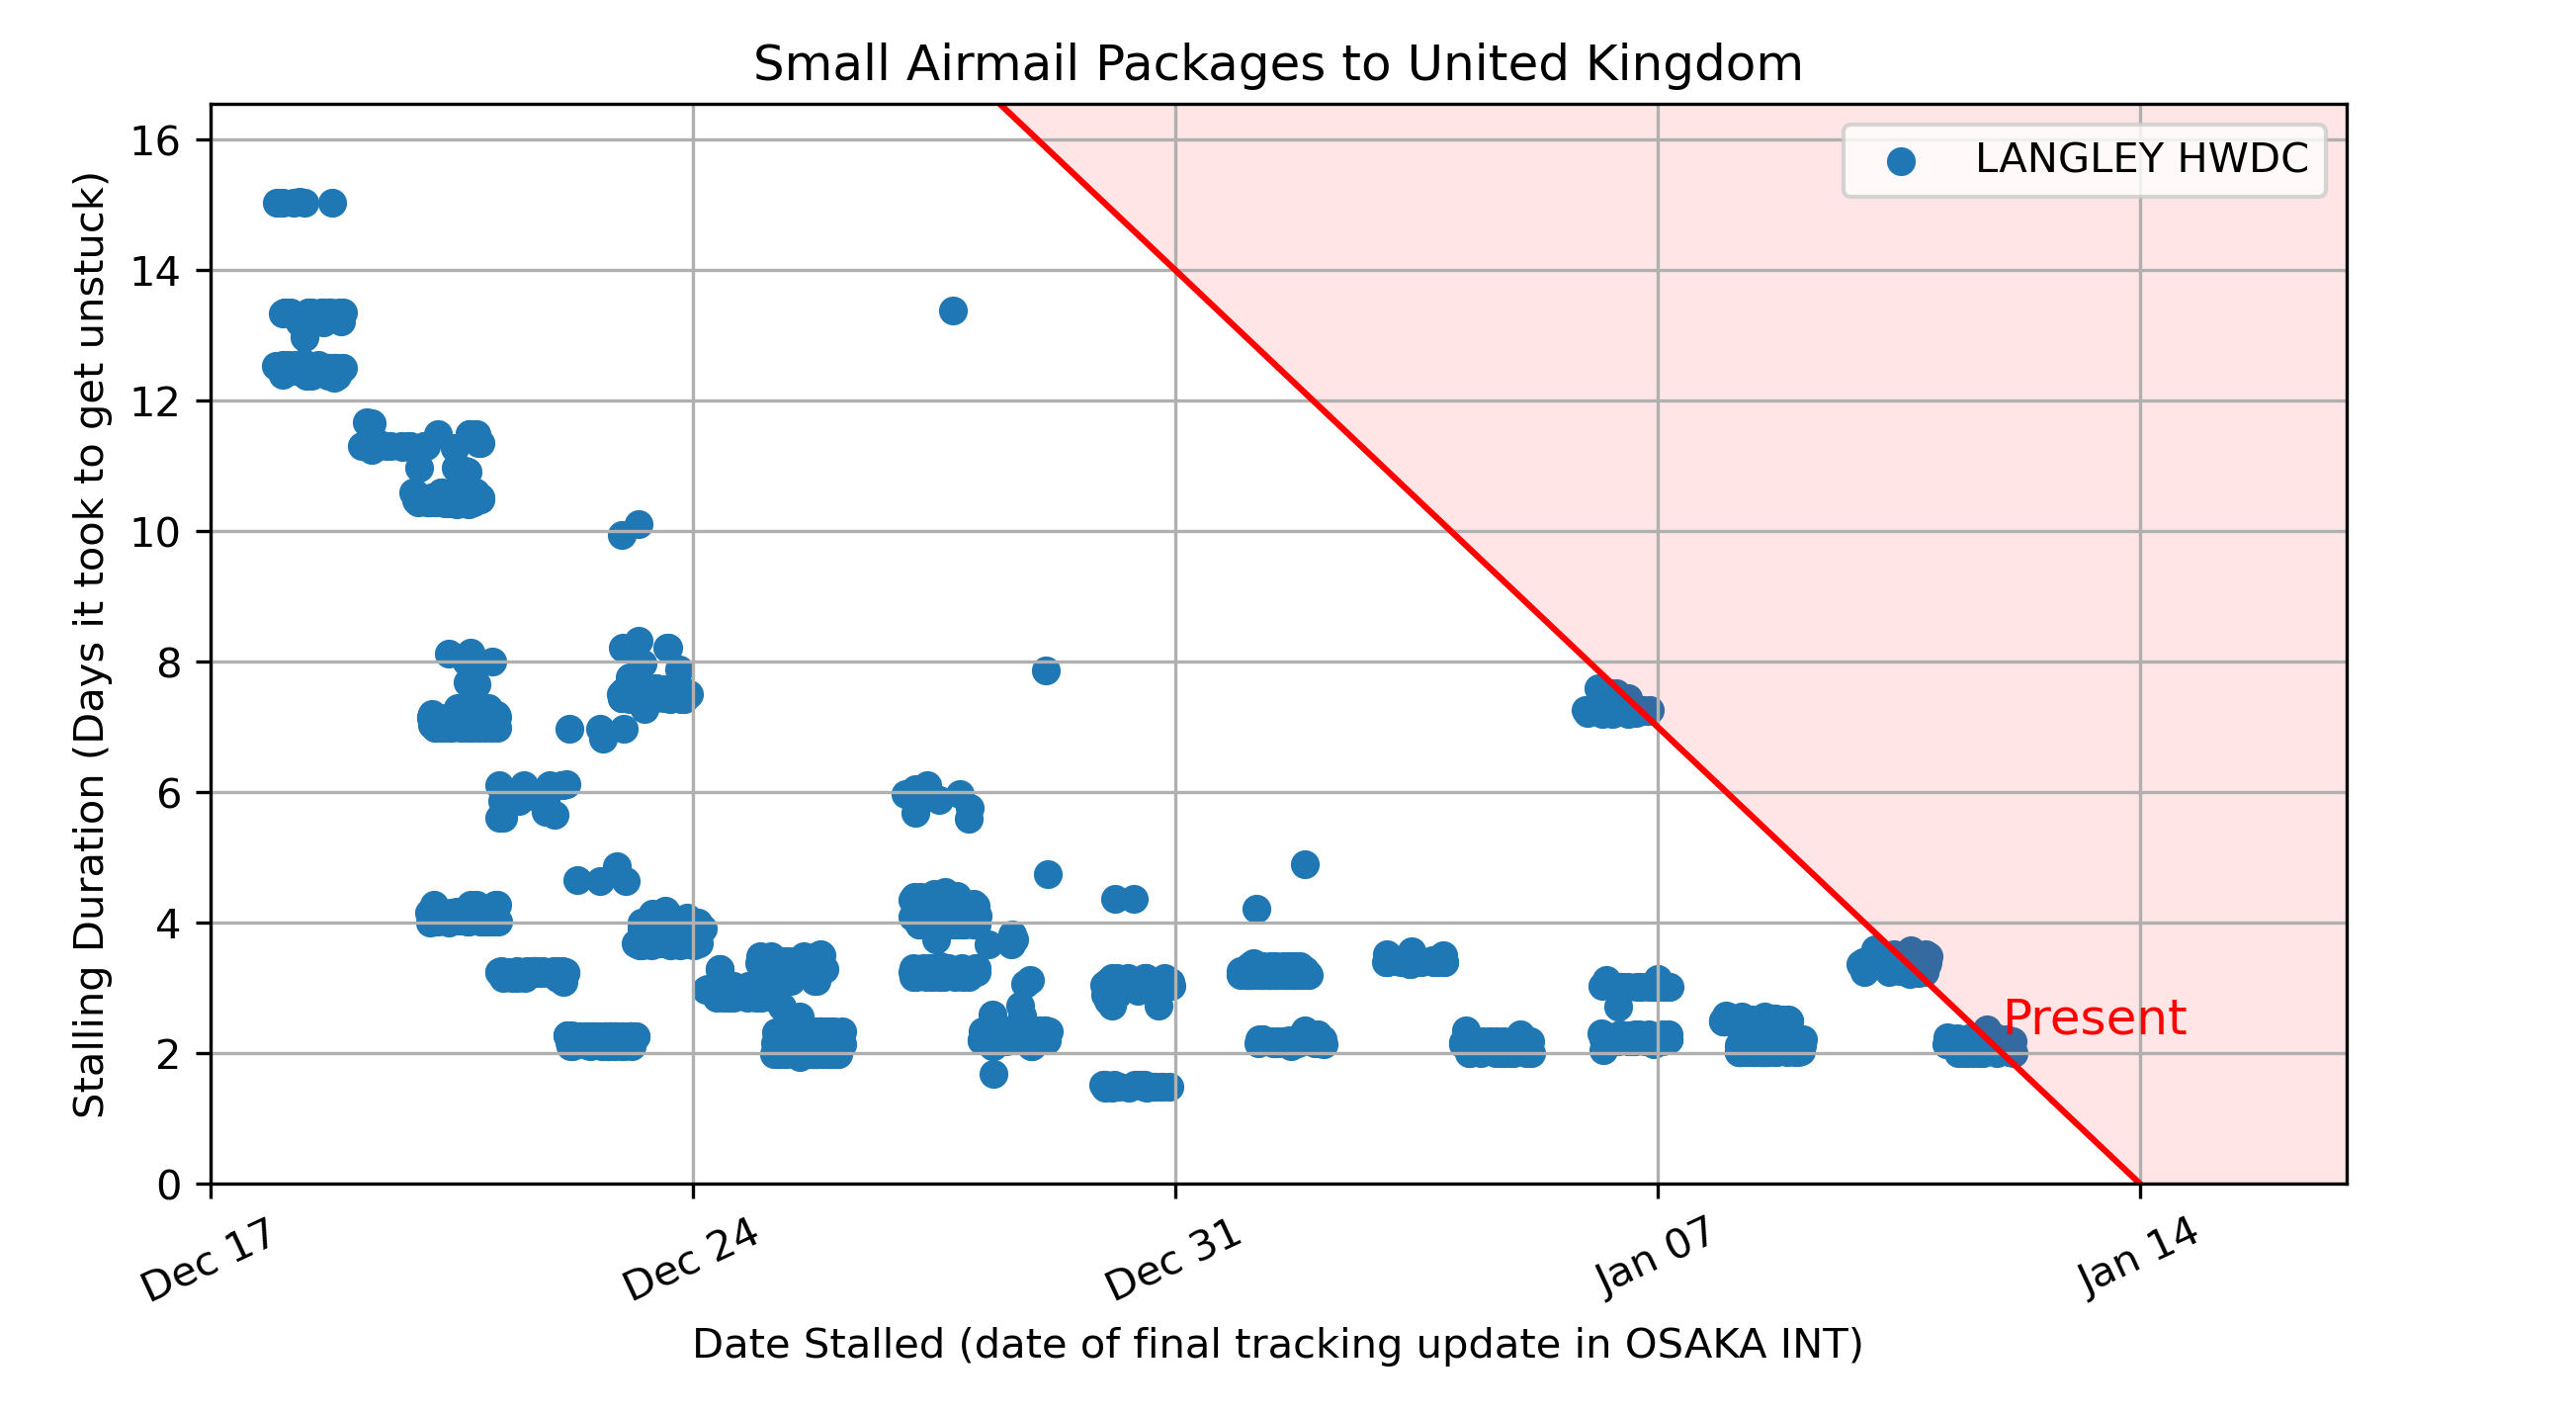 Small Airmail Packages to United Kingdom
Stalling Duration (Days it took to get unstuck)
16
14
12
10
8
6
4
2
0
LANGLEY HWDC
Present
Dec 17
Dec 24
Dec 31
Jan 07
Jan 14
Date Stalled (date of final tracking update in OSAKA INT)